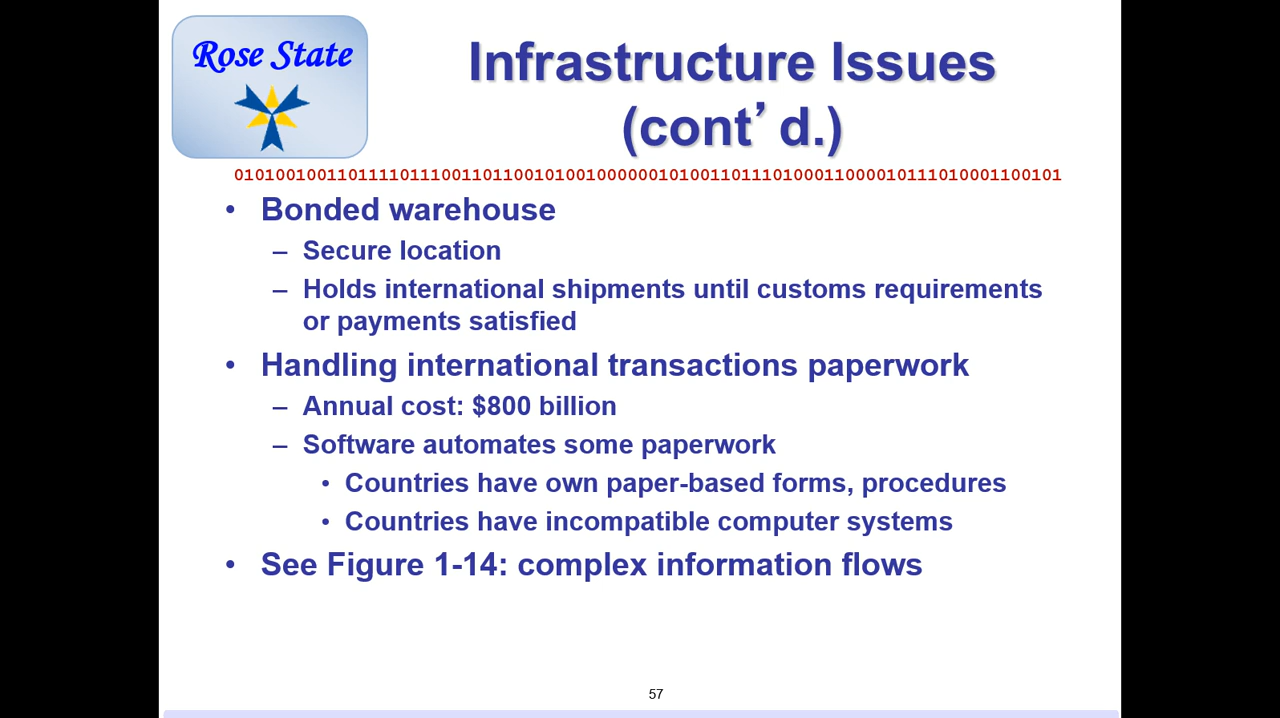 Rose State
Infrastructure Issues
(cont’d.)
01010010011011110111001101100101001000000101001101110100011000010111010001100101
• Bonded warehouse
– Secure location
– Holds international shipments until customs requirements
or payments satisfied
• Handling international transactions paperwork
– Annual cost: $800 billion
– Software automates some paperwork
• Countries have own paper-based forms, procedures
• Countries have incompatible computer systems
• See Figure 1-14: complex information flows
57